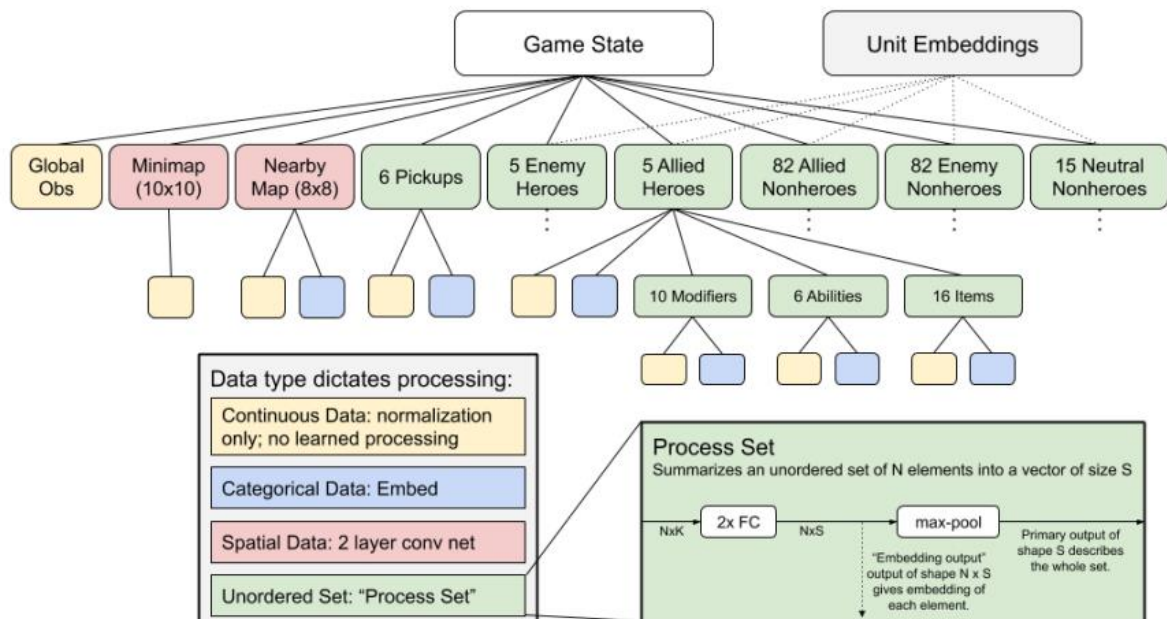 Game State
Unit Embeddings
Global
Obs
Minimap
(10x10)
Nearby
Map (8x8)
6 Pickups
5 Enemy
Heroes
5 Allied
Heroes
82 Allied
Nonheroes
82 Enemy
Nonheroes
15 Neutral
Nonheroes
10 Modifiers
6 Abilities
16 Items
Data type dictates processing:
Continuous Data: normalization
only; no learned processing
Categorical Data: Embed
Spatial Data: 2 layer conv net
Unordered Set: “Process Set”
Process Set
Summarizes an unordered set of N elements into a vector of size S
NxK
2x FC
NxS
max-pool
Primary output of
shape S describes
the whole set.
“Embedding output”
output of shape N x S
gives embedding of
each element.